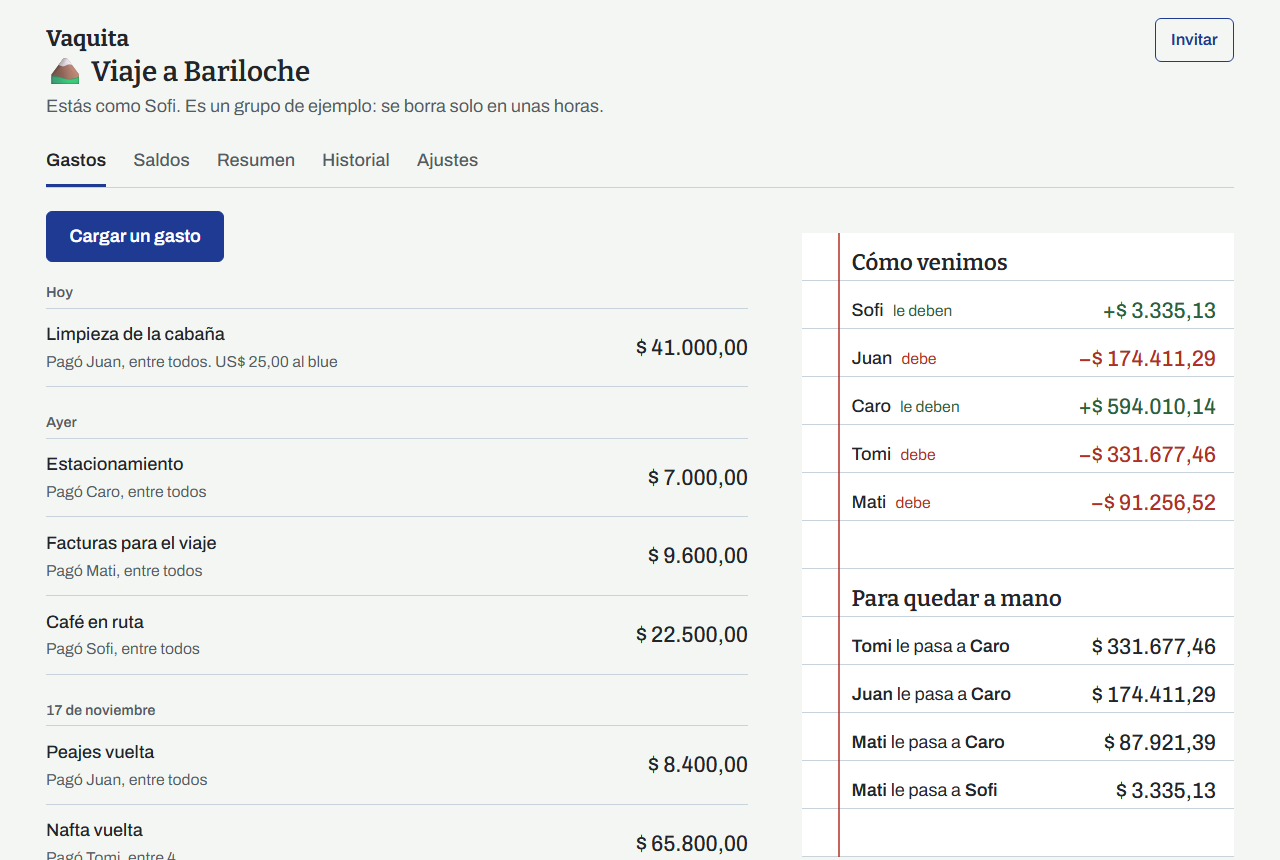 Vaquita
Viaje a Bariloche
Estás como Sofi. Es un grupo de ejemplo: se borra solo en unas horas.
Invitar
Gastos Saldos Resumen Historial Ajustes
Cargar un gasto
Hoy
Limpieza de la cabaña
Pagó Juan, entre todos. US$ 25,00 al blue
$ 41.000,00
Ayer
Estacionamiento
Pagó Caro, entre todos
$ 7.000,00
Facturas para el viaje
Pagó Mati, entre todos
$ 9.600,00
Café en ruta
Pagó Sofi, entre todos
$ 22.500,00
17 de noviembre
Peajes vuelta
Pagó Juan, entre todos
$ 8.400,00
Nafta vuelta
Pagó Tomi, entre 4
$ 65.800,00
Cómo venimos
Sofi le deben +$ 3.335,13
Juan debe −$ 174.411,29
Caro le deben +$ 594.010,14
Tomi debe −$ 331.677,46
Mati debe −$ 91.256,52
Para quedar a mano
Tomi le pasa a Caro $ 331.677,46
Juan le pasa a Caro $ 174.411,29
Mati le pasa a Caro $ 87.921,39
Mati le pasa a Sofi $ 3.335,13